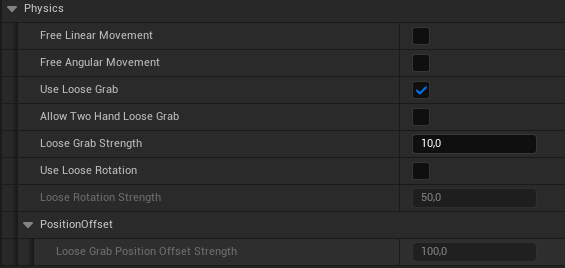 Physics
Free Linear Movement
Free Angular Movement
Use Loose Grab
Allow Two Hand Loose Grab
Loose Grab Strength 10,0
Use Loose Rotation
Loose Rotation Strength 50,0
PositionOffset
Loose Grab Position Offset Strength 100,0